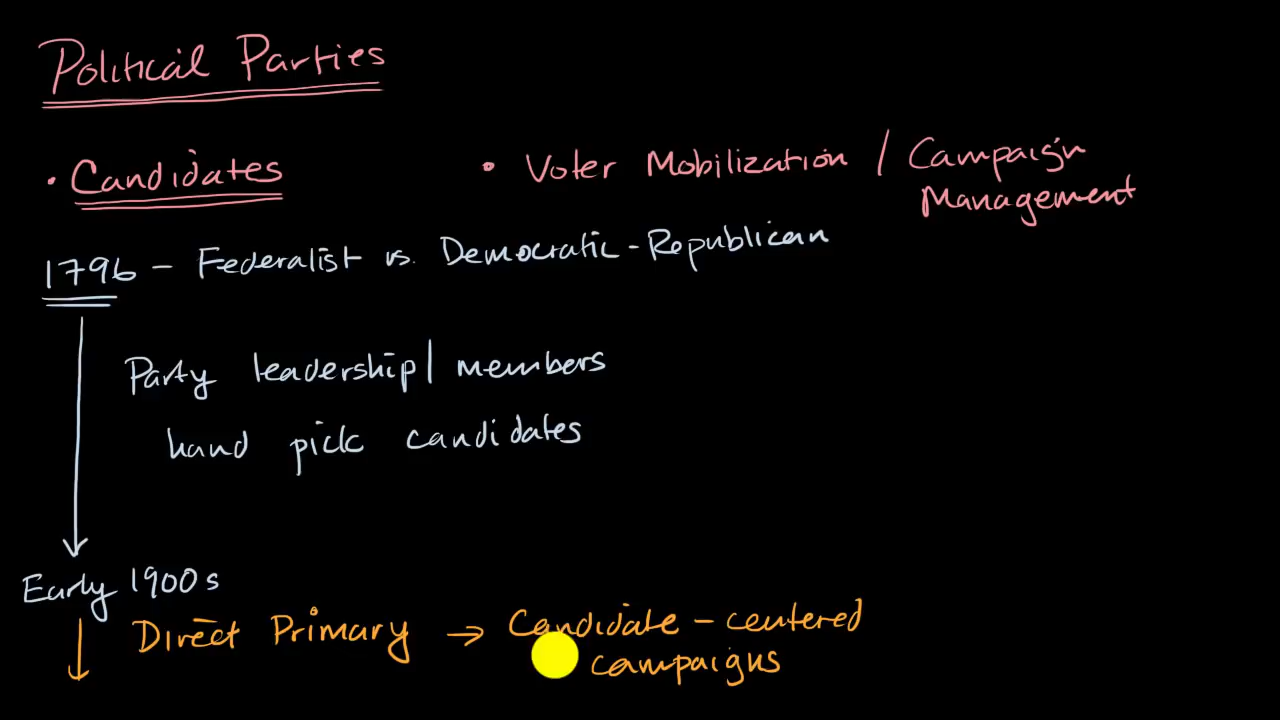 Political Parties
• Candidates
• Voter Mobilization / Campaign
Management
1796 - Federalist vs. Democratic-Republican
Party leadership/members
hand pick candidates
Early 1900s
Direct Primary → Candidate-centered
campaigns